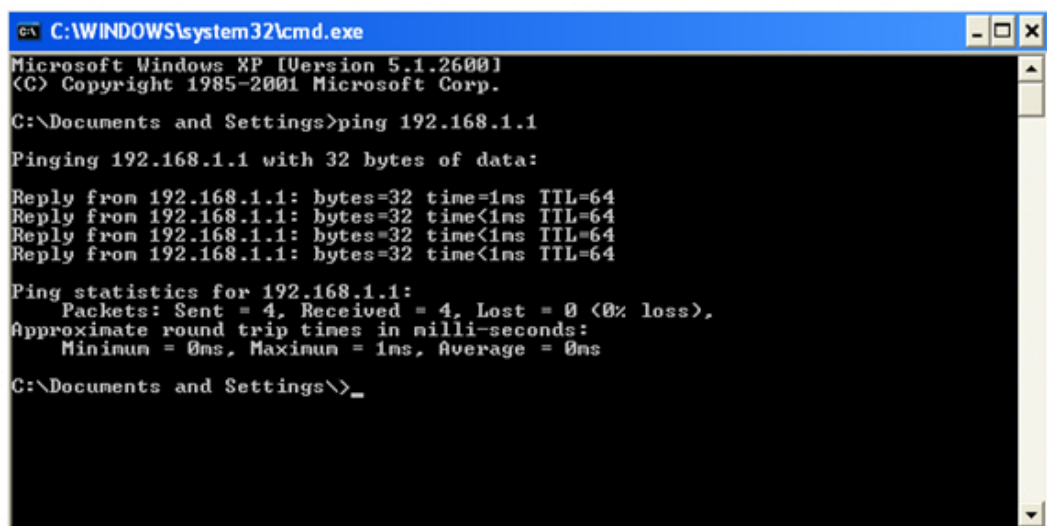 C:\WINDOWS\system32\cmd.exe
Microsoft Windows XP [Version 5.1.2600]
(C) Copyright 1985-2001 Microsoft Corp.
C:\Documents and Settings>ping 192.168.1.1
Pinging 192.168.1.1 with 32 bytes of data:
Reply from 192.168.1.1: bytes=32 time=1ms TTL=64
Reply from 192.168.1.1: bytes=32 time<1ms TTL=64
Reply from 192.168.1.1: bytes=32 time<1ms TTL=64
Reply from 192.168.1.1: bytes=32 time<1ms TTL=64
Ping statistics for 192.168.1.1:
Packets: Sent = 4, Received = 4, Lost = 0 (0% loss),
Approximate round trip times in milli-seconds:
Minimum = 0ms, Maximum = 1ms, Average = 0ms
C:\Documents and Settings\>_